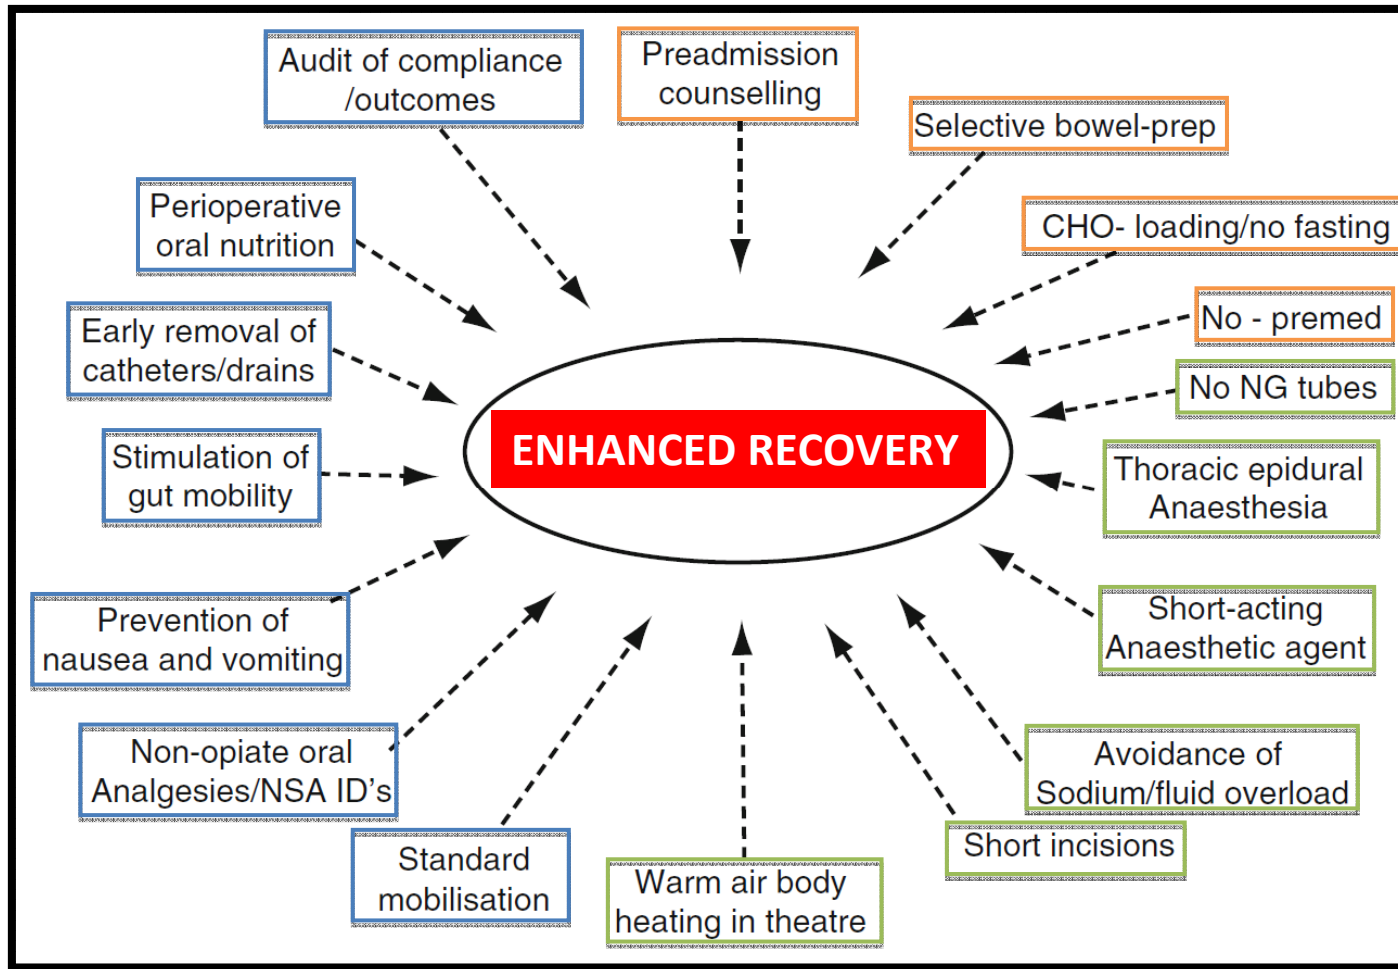 Audit of compliance
/outcomes
Preadmission
counselling
Selective bowel-prep
CHO- loading/no fasting
No - premed
No NG tubes
Thoracic epidural
Anaesthesia
Short-acting
Anaesthetic agent
Avoidance of
Sodium/fluid overload
Short incisions
Warm air body
heating in theatre
Standard
mobilisation
Non-opiate oral
Analgesies/NSA ID's
Prevention of
nausea and vomiting
Stimulation of
gut mobility
Early removal of
catheters/drains
Perioperative
oral nutrition
ENHANCED RECOVERY